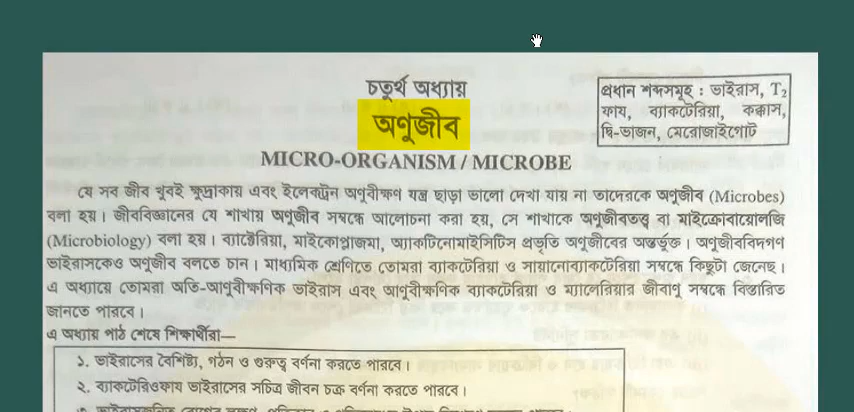 চতুর্থ অধ্যায়
অণুজীব
MICRO-ORGANISM / MICROBE
প্রধান শব্দসমূহ : ভাইরাস, T₂
ফায, ব্যাকটেরিয়া, কক্কাস,
দ্বি-ভাজন, মেরোজাইগোট
যে সব জীব খুবই ক্ষুদ্রাকায় এবং ইলেকট্রন অণুবীক্ষণ যন্ত্র ছাড়া ভালো দেখা যায় না তাদেরকে অণুজীব (Microbes)
বলা হয়। জীববিজ্ঞানের যে শাখায় অণুজীব সম্বন্ধে আলোচনা করা হয়, সে শাখাকে অণুজীবতত্ত্ব বা মাইক্রোবায়োলজি
(Microbiology) বলা হয়। ব্যাক্টেরিয়া, মাইকোপ্লাজমা, অ্যাকটিনোমাইসিটিস প্রভৃতি অণুজীবের অন্তর্ভুক্ত। অণুজীববিদগণ
ভাইরাসকেও অণুজীব বলতে চান। মাধ্যমিক শ্রেণিতে তোমরা ব্যাকটেরিয়া ও সায়ানোব্যাকটেরিয়া সম্বন্ধে কিছুটা জেনেছ।
এ অধ্যায়ে তোমরা অতি-আণুবীক্ষণিক ভাইরাস এবং আণুবীক্ষণিক ব্যাকটেরিয়া ও ম্যালেরিয়ার জীবাণু সম্বন্ধে বিস্তারিত
জানতে পারবে।
এ অধ্যায় পাঠ শেষে শিক্ষার্থীরা—
১. ভাইরাসের বৈশিষ্ট্য, গঠন ও গুরুত্ব বর্ণনা করতে পারবে।
২. ব্যাকটেরিওফায ভাইরাসের সচিত্র জীবন চক্র বর্ণনা করতে পারবে।